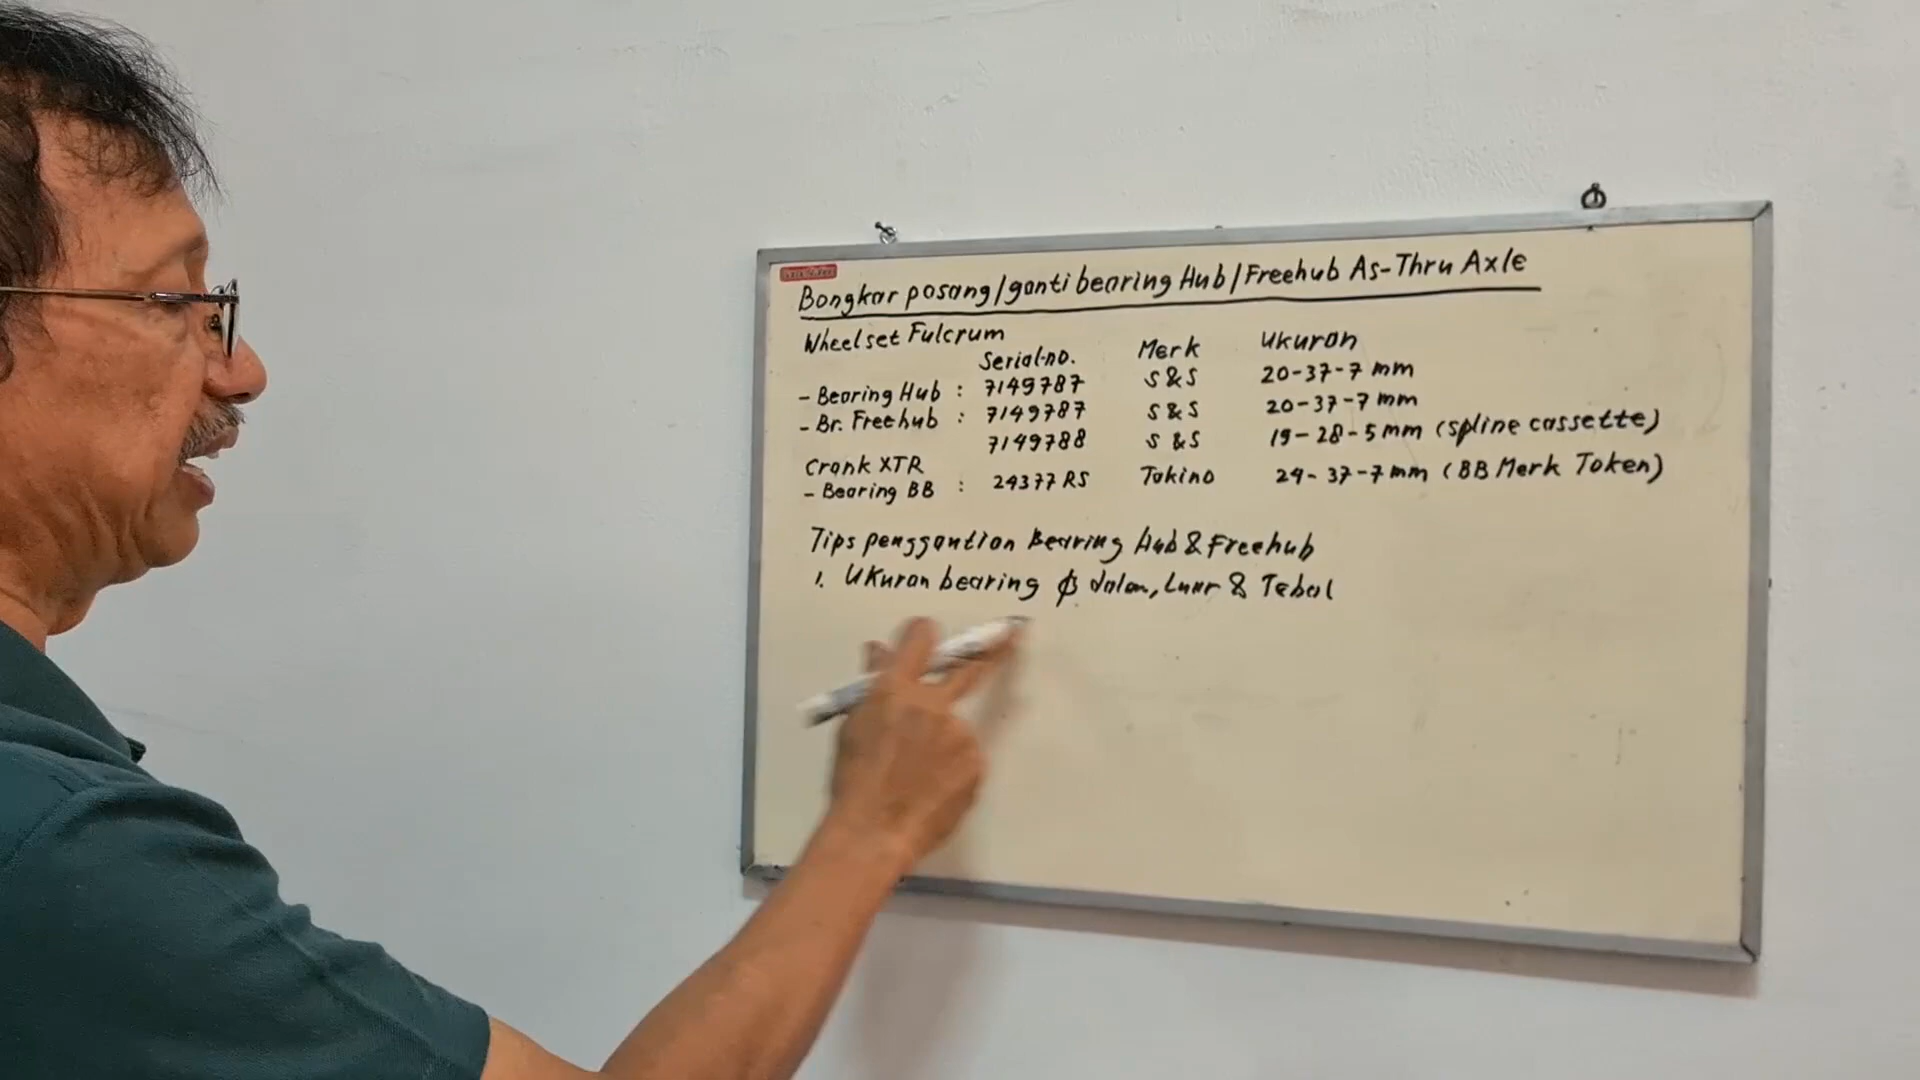 Bongkar pasang/ganti bearing Hub/Freehub As-Thru Axle
Wheelset Fulcrum
Serial-no. Merk Ukuran
- Bearing Hub : 7149787 S&S 20-37-7 mm
- Br. Freehub : 7149787 S&S 20-37-7 mm
7149788 S&S 19-28-5 mm (spline cassette)
Crank XTR
- Bearing BB : 24377 RS Takino 24-37-7 mm (BB Merk Token)
Tips penggantian Bearing Hub & Freehub
1. Ukuran bearing ф dalam, Luar & Tebal